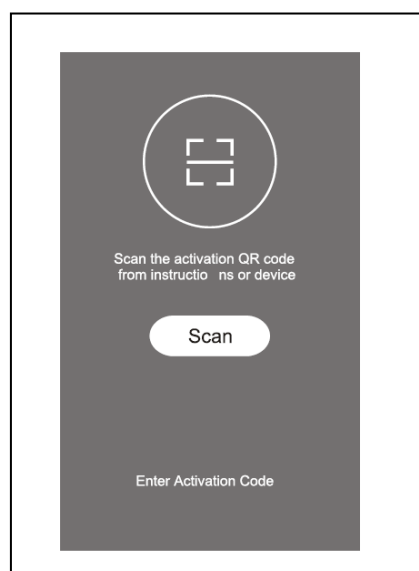 Scan the activation QR code
from instructio ns or device
Scan
Enter Activation Code